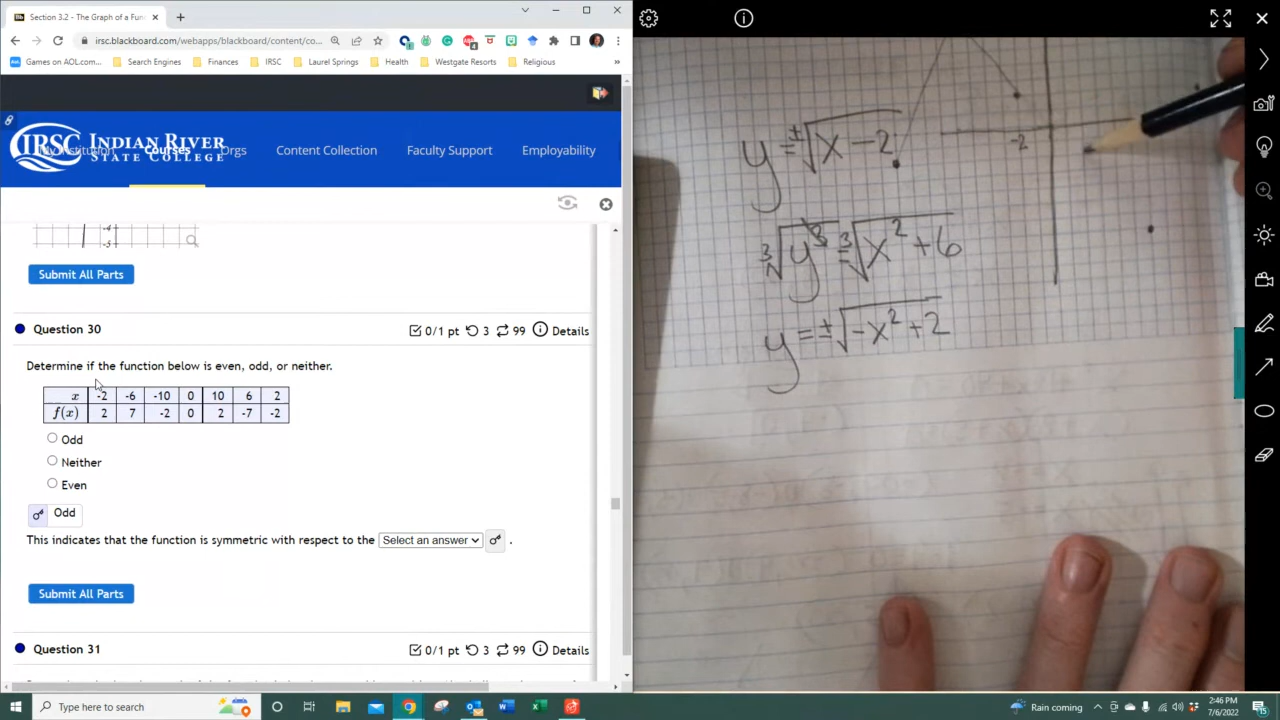 Section 3.2 - The Graph of a Fun
irsc.blackboard.com/webapps/blackboard/content/co...
Games on AOL.com... Search Engines Finances IRSC Laurel Springs Health Westgate Resorts Religious »
IRSC INDIAN RIVER STATE COLLEGE
Courses Orgs Content Collection Faculty Support Employability
-4
-5
Submit All Parts
Question 30 0/1 pt 3 99 Details
Determine if the function below is even, odd, or neither.
x -2 -6 -10 0 10 6 2
f(x) 2 7 -2 0 2 -7 -2
Odd
Neither
Even
Odd
This indicates that the function is symmetric with respect to the Select an answer .
Submit All Parts
Question 31 0/1 pt 3 99 Details
y = ±√x - 2
-2
∛y³ = ∛x² + 6
y = ±√-x² + 2
Type here to search
Rain coming
2:46 PM
7/6/2022
15